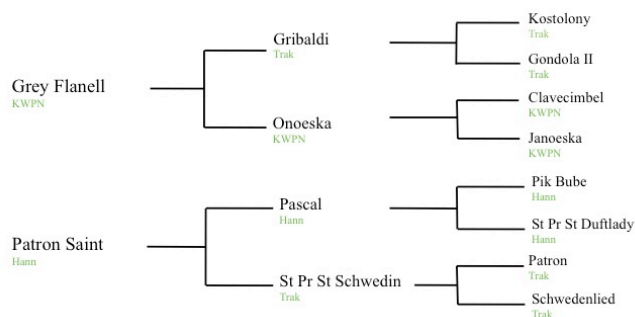 Grey Flanell
KWPN
Gribaldi
Trak
Onoeska
KWPN
Kostolony
Trak
Gondola II
Trak
Clavecimbel
KWPN
Janoeska
KWPN
Patron Saint
Hann
Pascal
Hann
St Pr St Schwedin
Trak
Pik Bube
Hann
St Pr St Duftlady
Hann
Patron
Trak
Schwedenlied
Trak